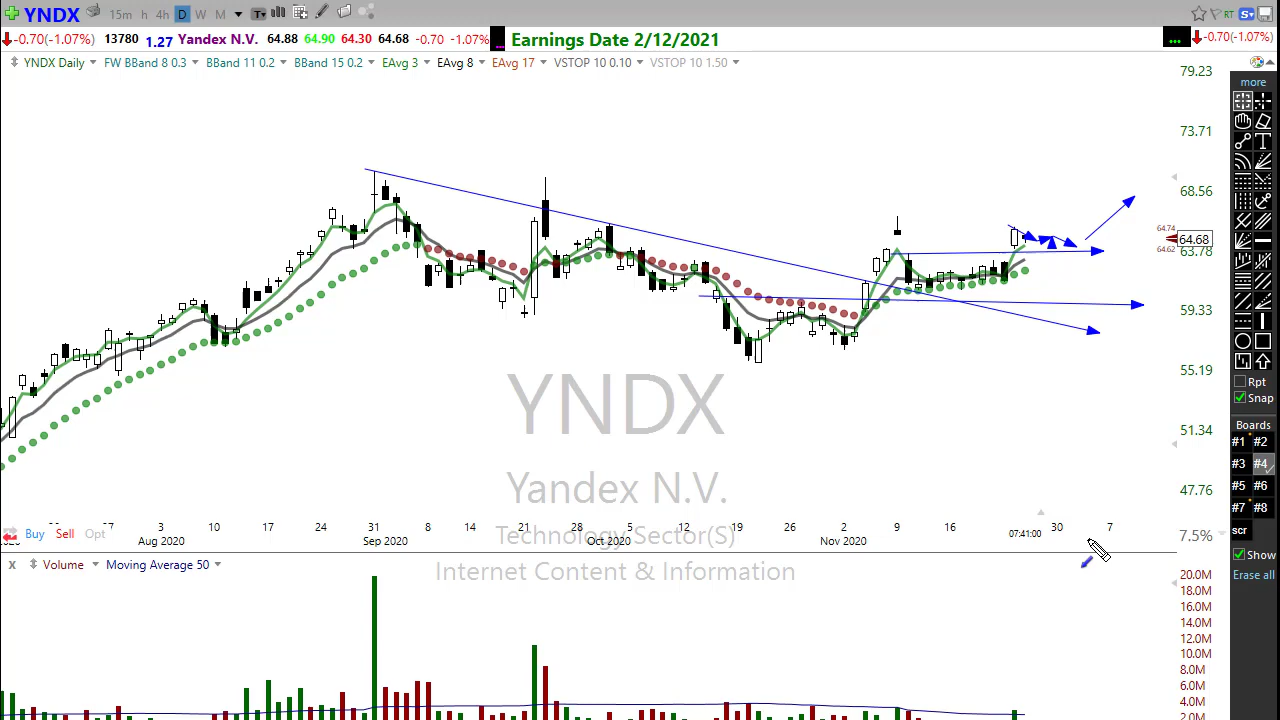 YNDX 15m h 4h D W M T RT S
-0.70(-1.07%) 13780 1.27 Yandex N.V. 64.88 64.90 64.30 64.68 -0.70 -1.07% ... Earnings Date 2/12/2021 ... -0.70(-1.07%)
YNDX Daily FW BBand 8 0.3 BBand 11 0.2 BBand 15 0.2 EAvg 3 EAvg 8 EAvg 17 VSTOP 10 0.10 VSTOP 10 1.50
79.23
73.71
68.56
64.74
64.68
64.62
63.78
59.33
55.19
51.34
47.76
7.5%
YNDX
Yandex N.V.
Technology Sector(S)
Internet Content & Information
Buy Sell Opt
27 3 10 17 24 31 8 14 21 28 5 12 19 26 2 9 16 07:41:00 30 7
Aug 2020 Sep 2020 Oct 2020 Nov 2020
X Volume Moving Average 50
20.0M
18.0M
16.0M
14.0M
12.0M
10.0M
8.0M
6.0M
4.0M
2.0M
more
T
Rpt
Snap
Boards
#1 #2
#3 #4
#5 #6
#7 #8
scr
Show
Erase all